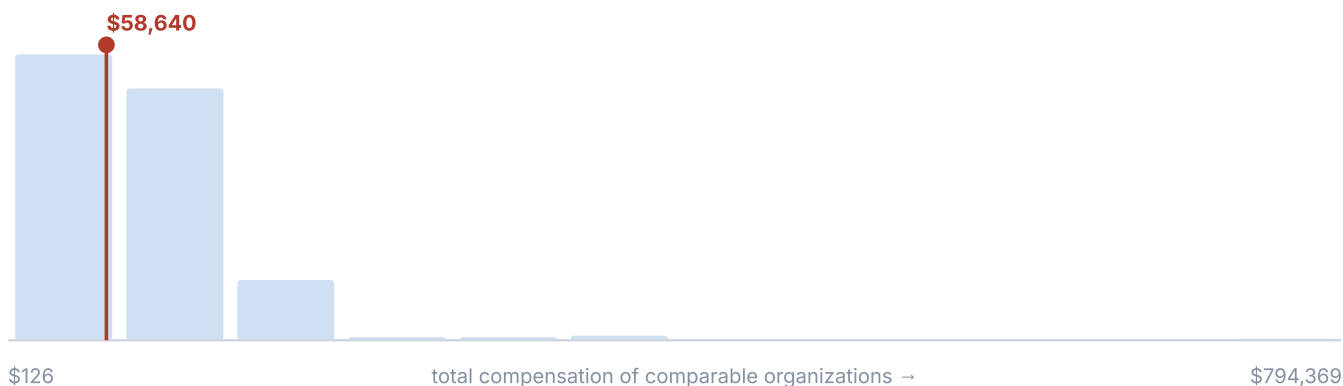 $58,640
$126 total compensation of comparable organizations → $794,369